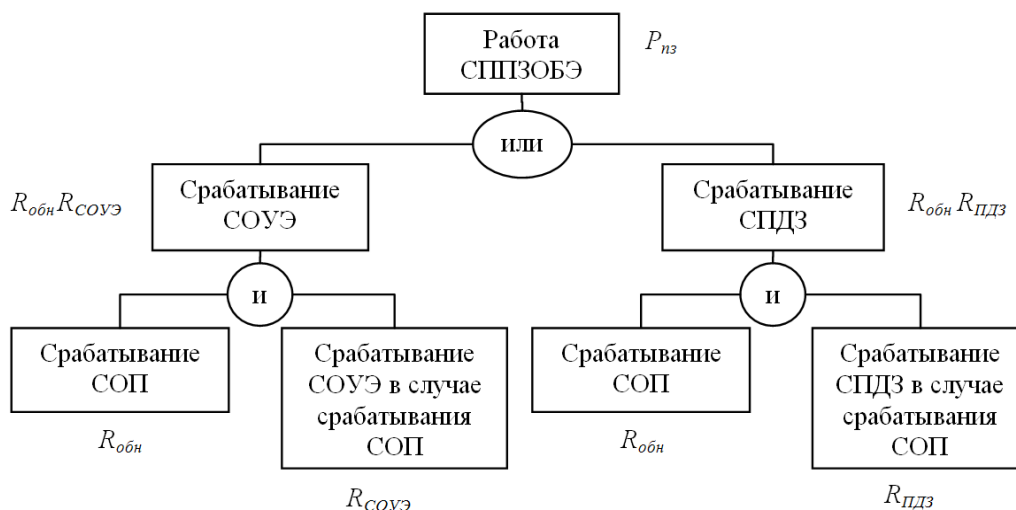 Работа
СППЗОБЭ
P_пз
или
Срабатывание
СОУЭ
R_обн R_СОУЭ
Срабатывание
СПДЗ
R_обн R_ПДЗ
и
и
Срабатывание
СОП
R_обн
Срабатывание
СОУЭ в случае
срабатывания
СОП
R_СОУЭ
Срабатывание
СОП
R_обн
Срабатывание
СПДЗ в случае
срабатывания
СОП
R_ПДЗ